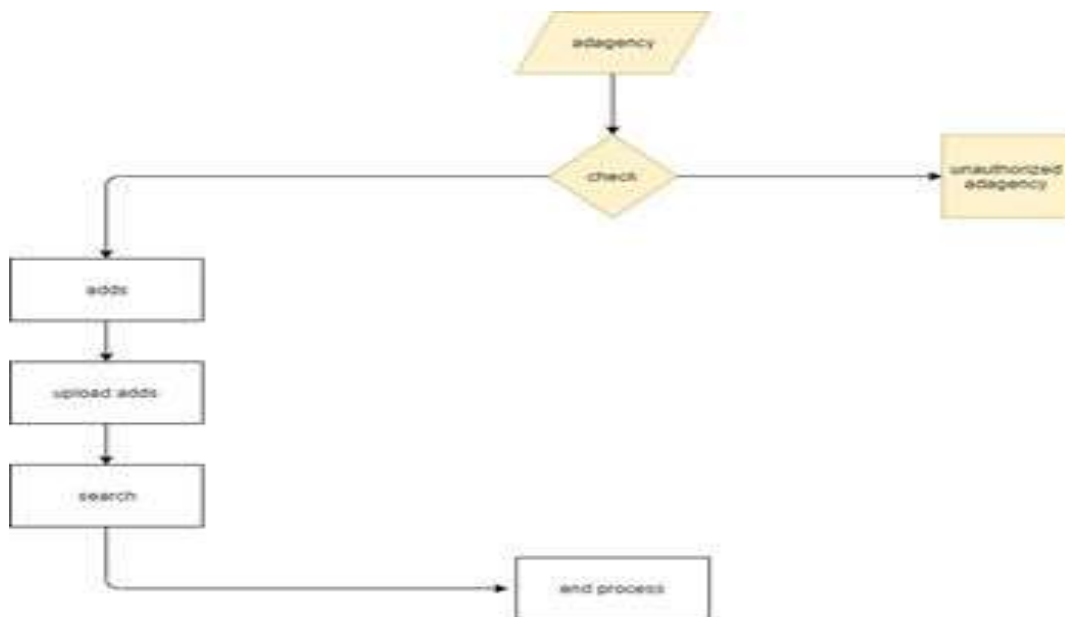 adagency
check
unauthorized
adagency
adds
upload adds
search
end process